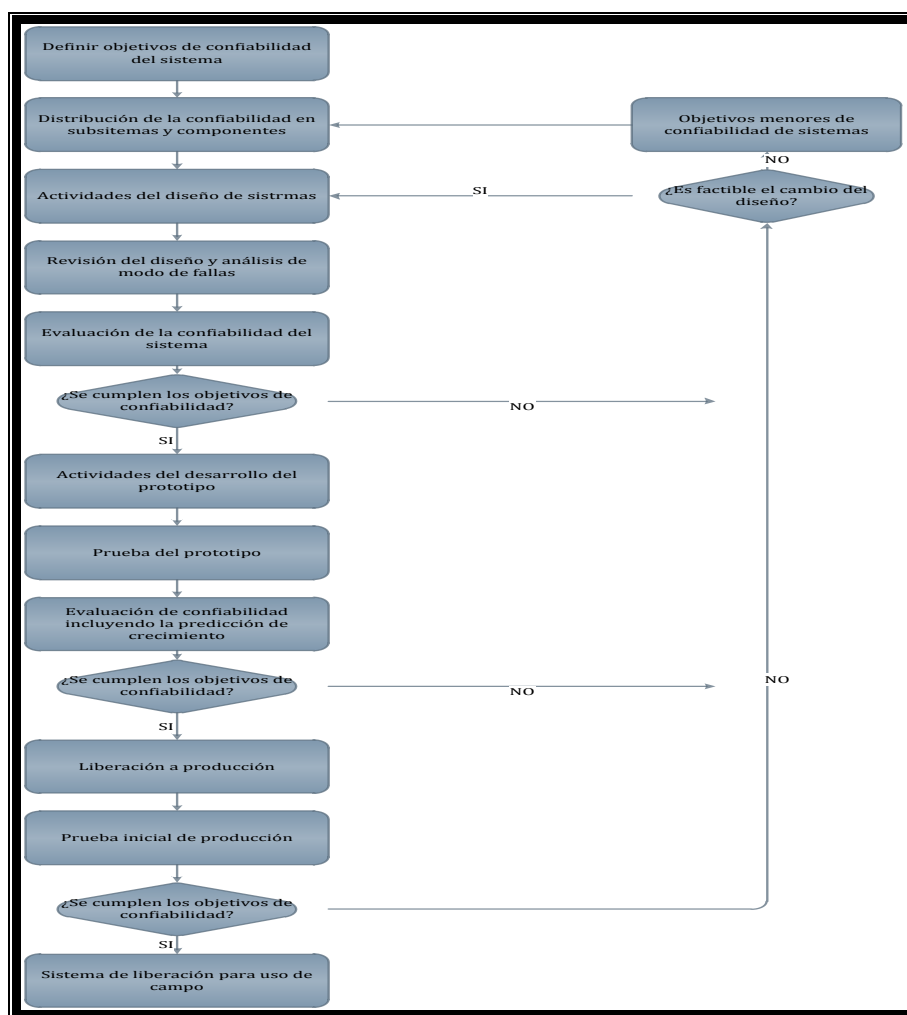 Definir objetivos de confiabilidad
del sistema
Distribución de la confiabilidad en
subsitemas y componentes
Objetivos menores de
confiabilidad de sistemas
NO
Actividades del diseño de sistrmas
SI
¿Es factible el cambio del
diseño?
Revisión del diseño y análisis de
modo de fallas
Evaluación de la confiabilidad del
sistema
¿Se cumplen los objetivos de
confiabilidad?
NO
SI
Actividades del desarrollo del
prototipo
Prueba del prototipo
Evaluación de confiabilidad
incluyendo la predicción de
crecimiento
¿Se cumplen los objetivos de
confiabilidad?
NO
NO
SI
Liberación a producción
Prueba inicial de producción
¿Se cumplen los objetivos de
confiabilidad?
SI
Sistema de liberación para uso de
campo